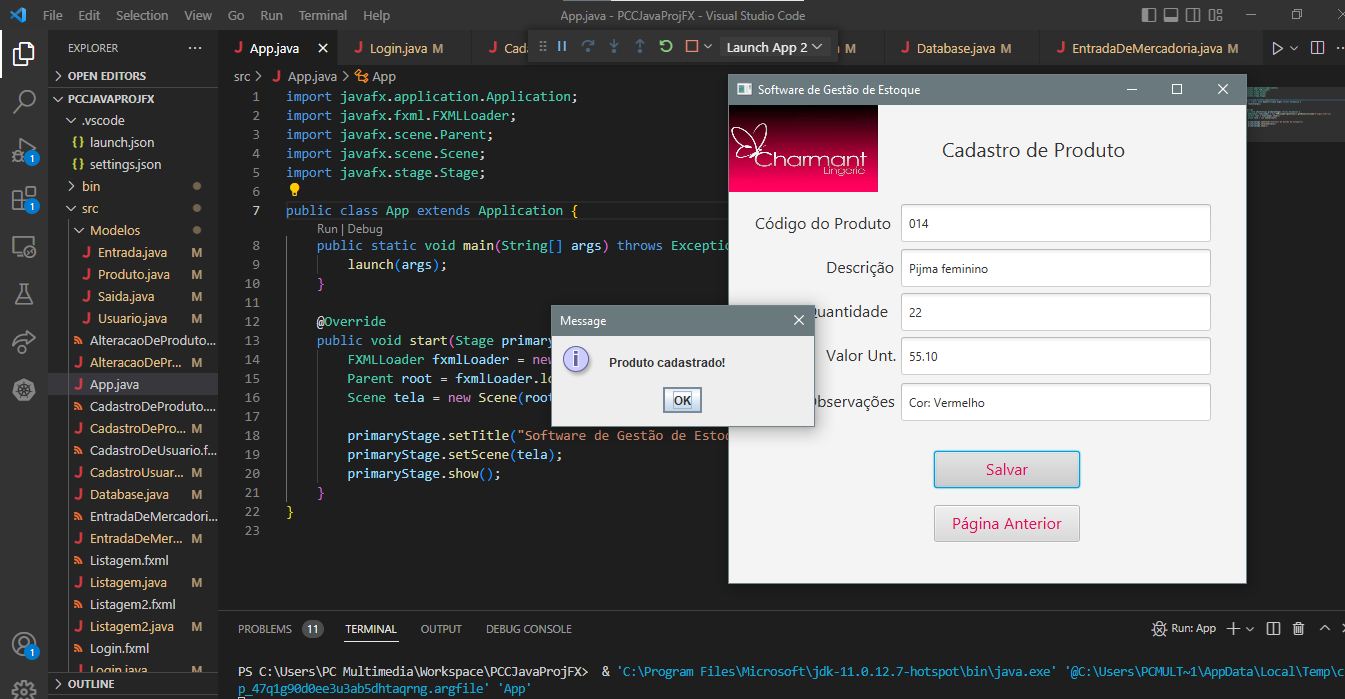 File Edit Selection View Go Run Terminal Help
App.java - PCCJavaProjFX - Visual Studio Code
EXPLORER
OPEN EDITORS
PCCJAVAPROJFX
.vscode
{} launch.json
{} settings.json
bin
src
Modelos
J Entrada.java M
J Produto.java M
J Saida.java M
J Usuario.java M
AlteracaoDeProduto...
J AlteracaoDePr... M
J App.java
CadastroDeProduto....
J CadastroDePro... M
CadastroDeUsuario.f...
J CadastroUsuar... M
J Database.java M
EntradaDeMercadori...
J EntradaDeMer... M
Listagem.fxml
J Listagem.java M
Listagem2.fxml
J Listagem2.java M
Login.fxml
J Login.java M
OUTLINE
1
1
1
J App.java
J Login.java M
J Cad
Launch App 2
M
J Database.java M
J EntradaDeMercadoria.java M
src > J App.java > App
1 import javafx.application.Application;
2 import javafx.fxml.FXMLLoader;
3 import javafx.scene.Parent;
4 import javafx.scene.Scene;
5 import javafx.stage.Stage;
6
7 public class App extends Application {
Run | Debug
8 public static void main(String[] args) throws Exceptio
9 launch(args);
10 }
11
12 @Override
13 public void start(Stage primary
14 FXMLLoader fxmlLoader = new
15 Parent root = fxmlLoader.lo
16 Scene tela = new Scene(root
17
18 primaryStage.setTitle("Software de Gestão de Estoq
19 primaryStage.setScene(tela);
20 primaryStage.show();
21 }
22 }
23
Software de Gestão de Estoque
Charmant
Lingerie
Cadastro de Produto
Código do Produto 014
Descrição Pijma feminino
Quantidade 22
Valor Unt. 55.10
Observações Cor: Vermelho
Salvar
Página Anterior
Message
Produto cadastrado!
OK
PROBLEMS 11 TERMINAL OUTPUT DEBUG CONSOLE
Run: App
PS C:\Users\PC Multimedia\Workspace\PCCJavaProjFX> & 'C:\Program Files\Microsoft\jdk-11.0.12.7-hotspot\bin\java.exe' '@C:\Users\PCMULT~1\AppData\Local\Temp\c
p_47q1g90d0ee3u3ab5dhtaqrng.argfile' 'App'